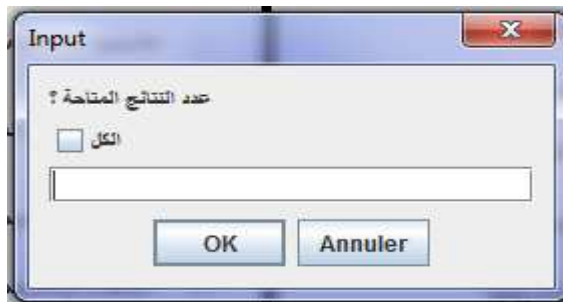 Input
عدد النتائج المتاحة ؟
الكل
OK
Annuler